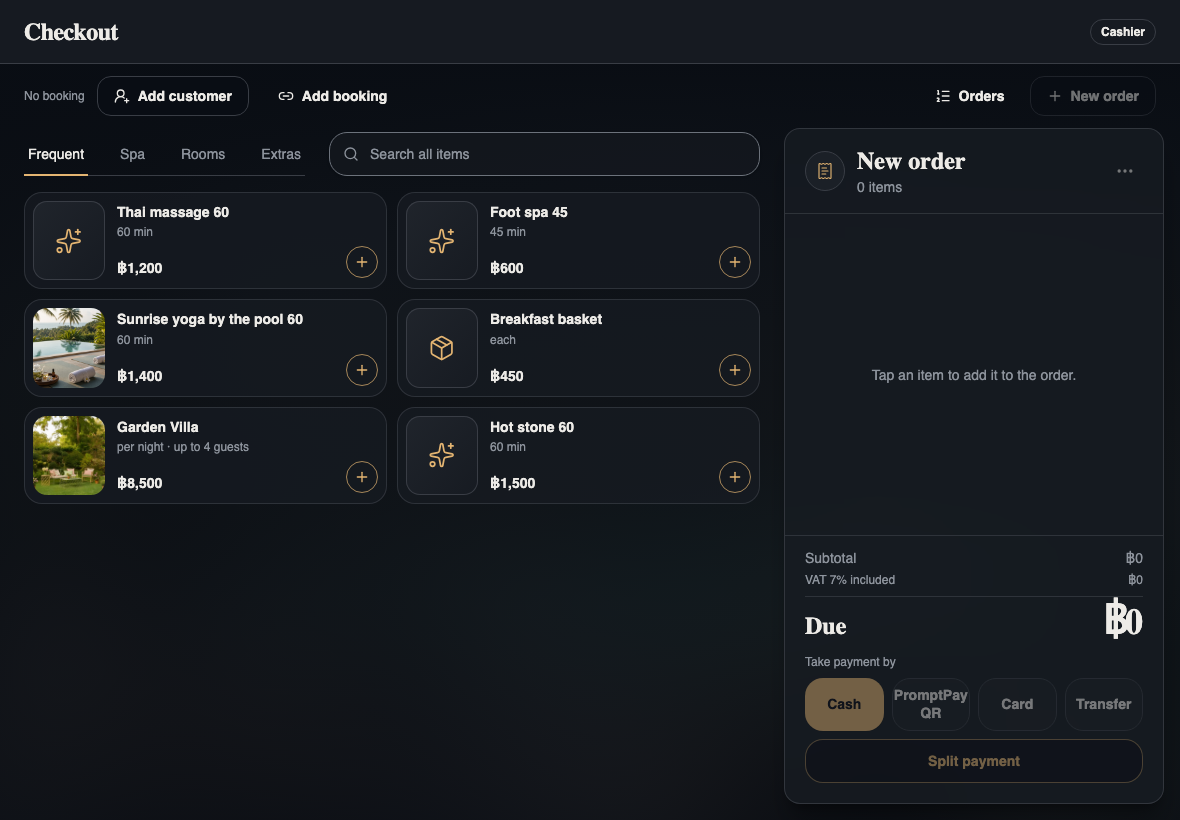 Checkout
Cashier
No booking
Add customer
Add booking
Orders
New order
Frequent
Spa
Rooms
Extras
Search all items
Thai massage 60
60 min
฿1,200
Foot spa 45
45 min
฿600
Sunrise yoga by the pool 60
60 min
฿1,400
Breakfast basket
each
฿450
Garden Villa
per night · up to 4 guests
฿8,500
Hot stone 60
60 min
฿1,500
New order
0 items
Tap an item to add it to the order.
Subtotal ฿0
VAT 7% included ฿0
Due ฿0
Take payment by
Cash
PromptPay
QR
Card
Transfer
Split payment